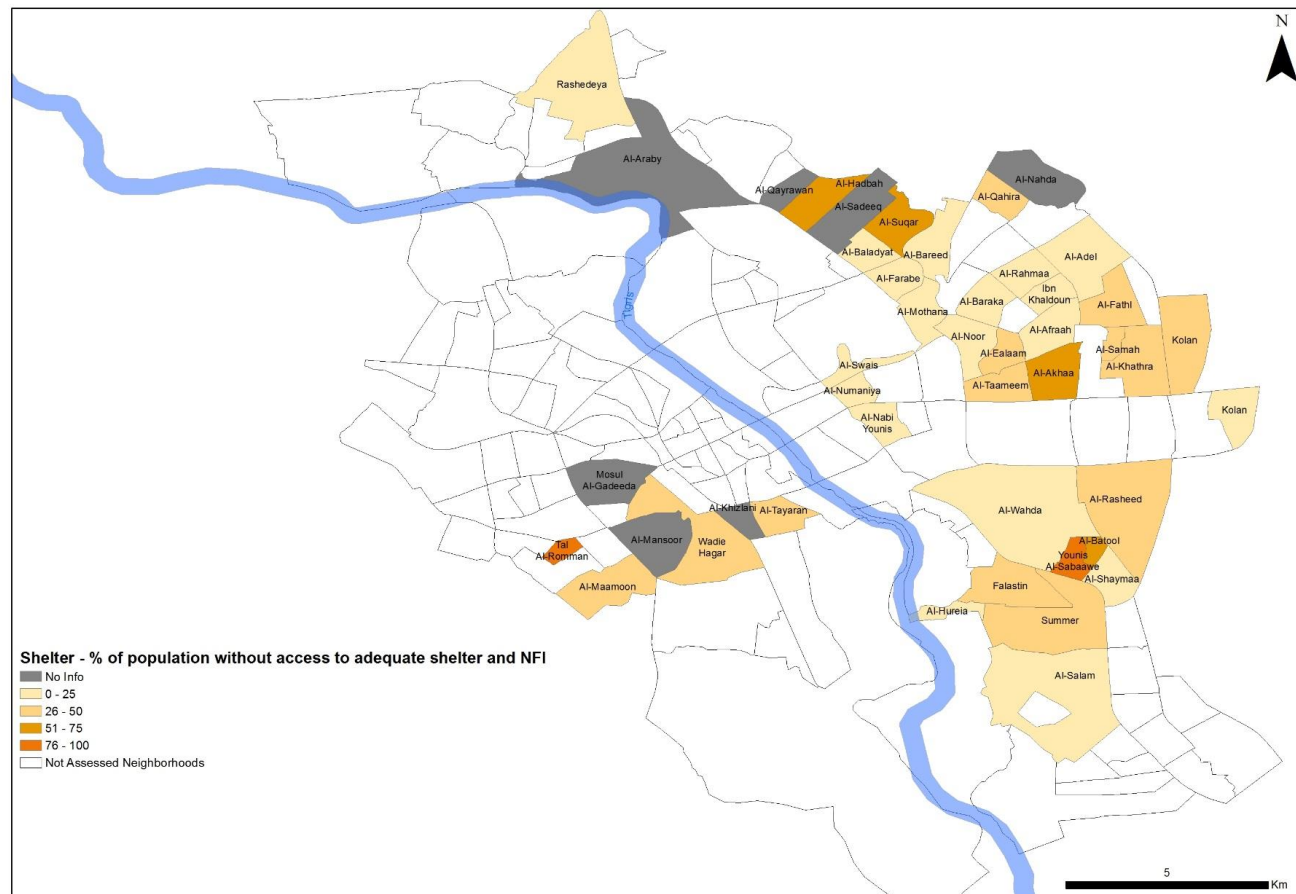 N
Rashedeya
Al-Araby
Al-Nahda
Al-Qayrawan
Al-Hadbah
Al-Qahira
Al-Sadeeq
Al-Suqar
Al-Baladyat
Al-Bareed
Al-Adel
Al-Rahmaa
Al-Farabe
Ibn
Khaldoun
Al-Baraka
Al-Fathl
Al-Mothana
Tigris
Al-Afraah
Al-Noor
Kolan
Al-Samah
Al-Ealaam
Al-Swais
Al-Khathra
Al-Akhaa
Al-Taameem
Al-Numaniya
Kolan
Al-Nabi
Younis
Mosul
Al-Gadeeda
Al-Rasheed
Al-Khizlani
Al-Tayaran
Al-Wahda
Al-Mansoor
Wadie
Hagar
Al-Batool
Tal
Al-Romman
Younis
Al-Sabaawe
Al-Shaymaa
Al-Maamoon
Falastin
Al-Hureia
Summer
Al-Salam
Shelter - % of population without access to adequate shelter and NFI
No Info
0 - 25
26 - 50
51 - 75
76 - 100
Not Assessed Neighborhoods
5
Km